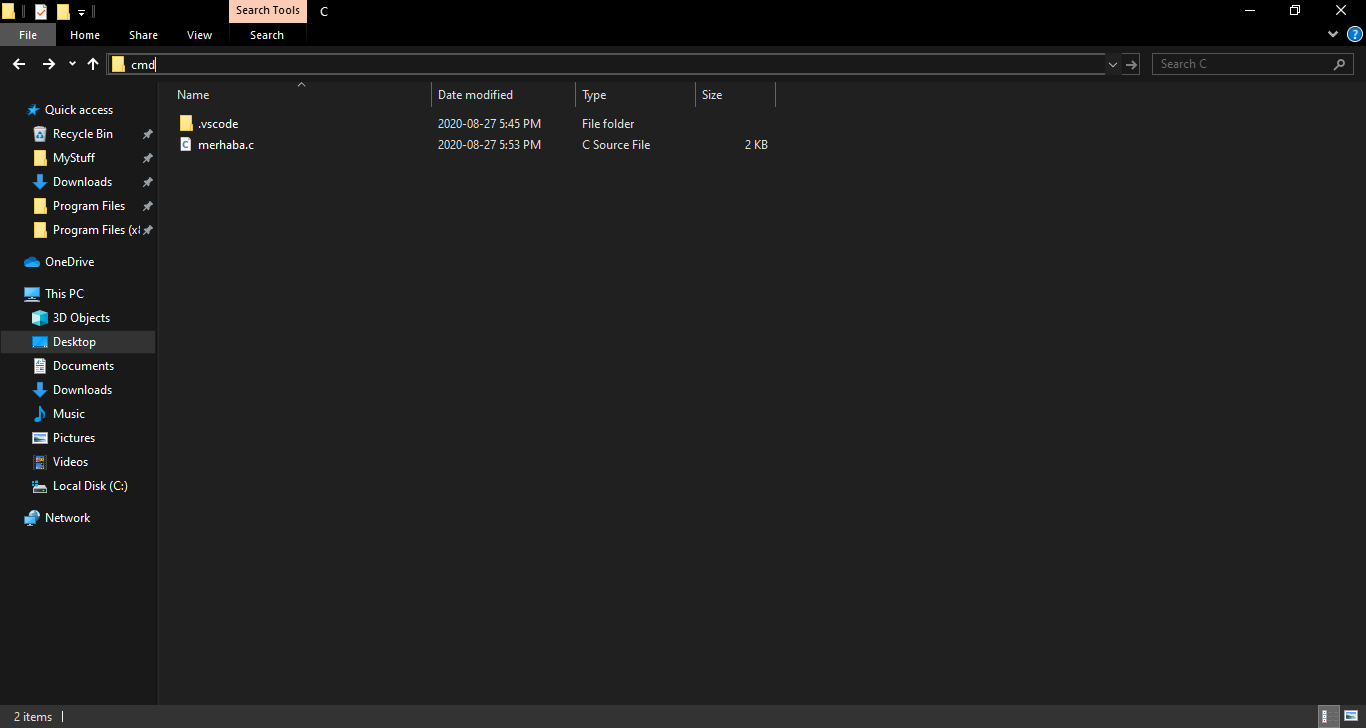 Search Tools C
File Home Share View Search
cmd Search C
Name Date modified Type Size
.vscode 2020-08-27 5:45 PM File folder
merhaba.c 2020-08-27 5:53 PM C Source File 2 KB
Quick access
Recycle Bin
MyStuff
Downloads
Program Files
Program Files (x8
OneDrive
This PC
3D Objects
Desktop
Documents
Downloads
Music
Pictures
Videos
Local Disk (C:)
Network
2 items